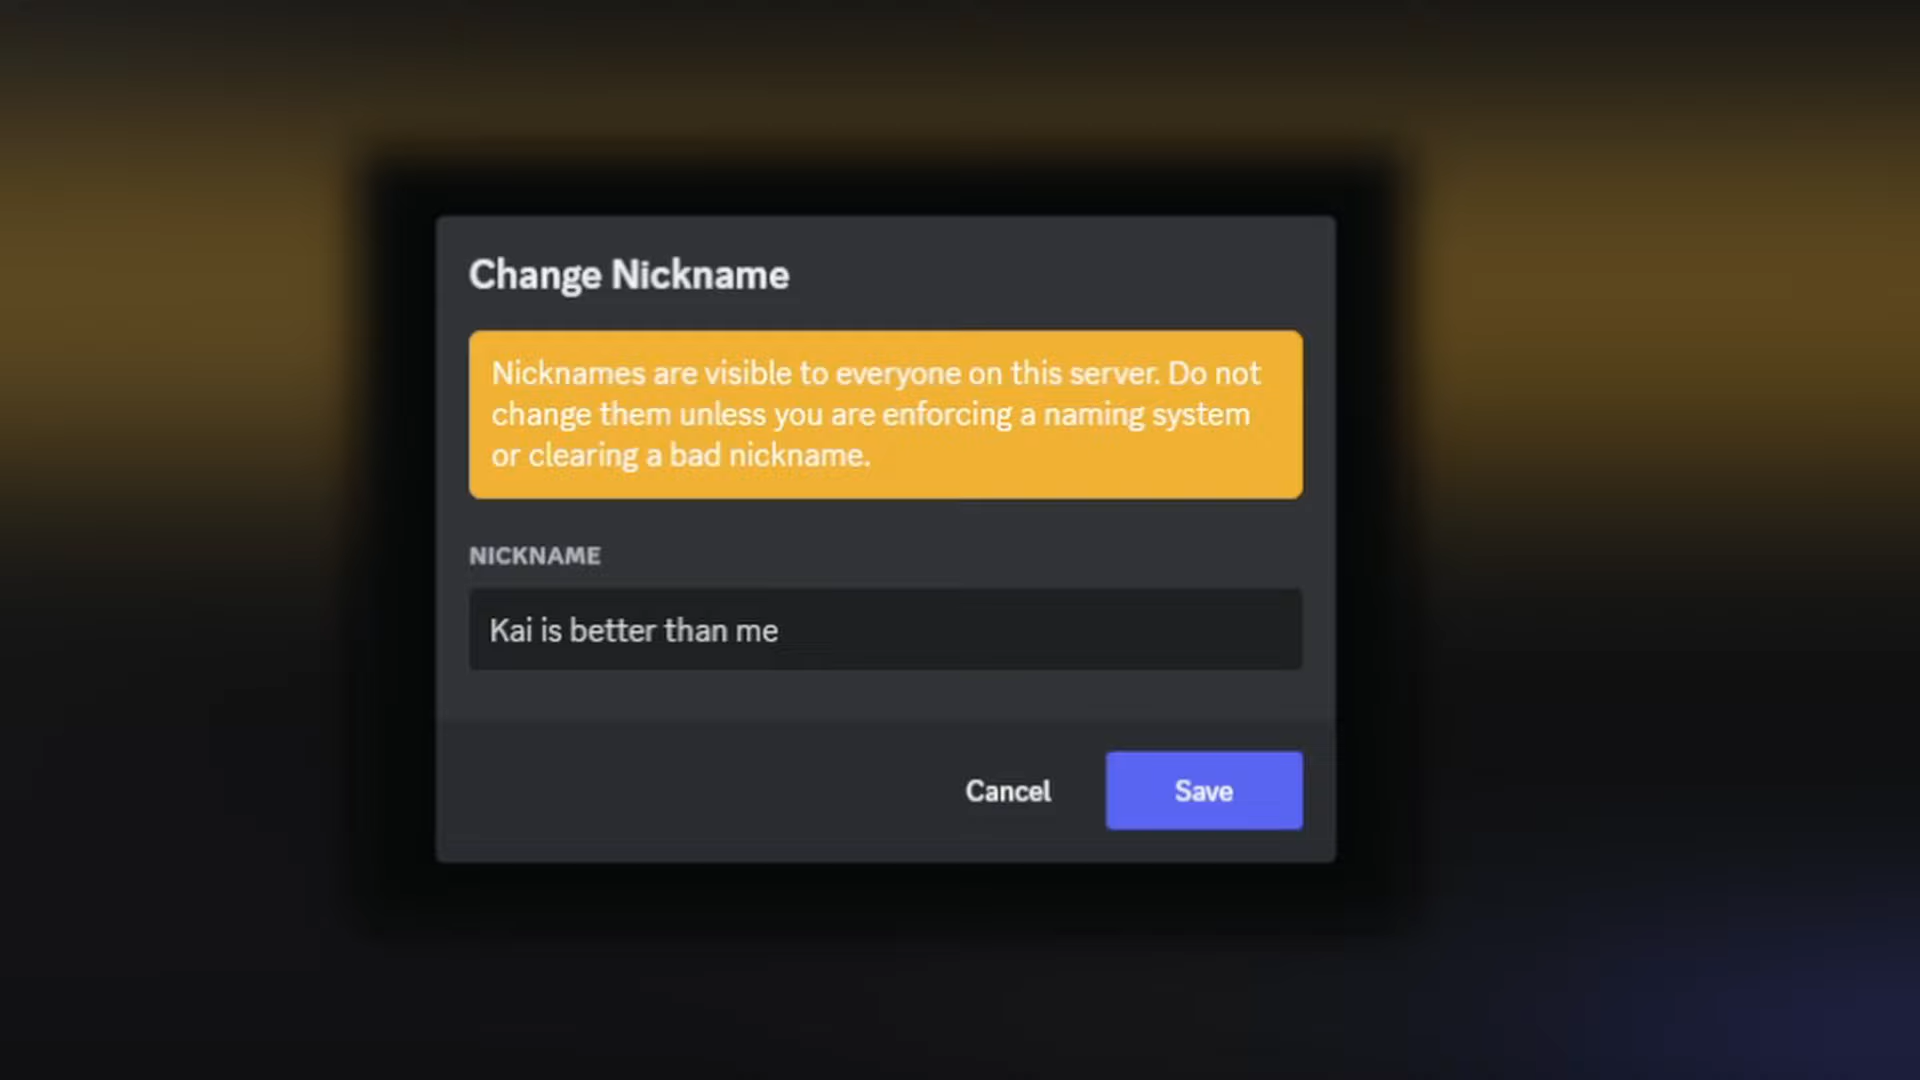 Change Nickname
Nicknames are visible to everyone on this server. Do not
change them unless you are enforcing a naming system
or clearing a bad nickname.
NICKNAME
Kai is better than me
Cancel
Save